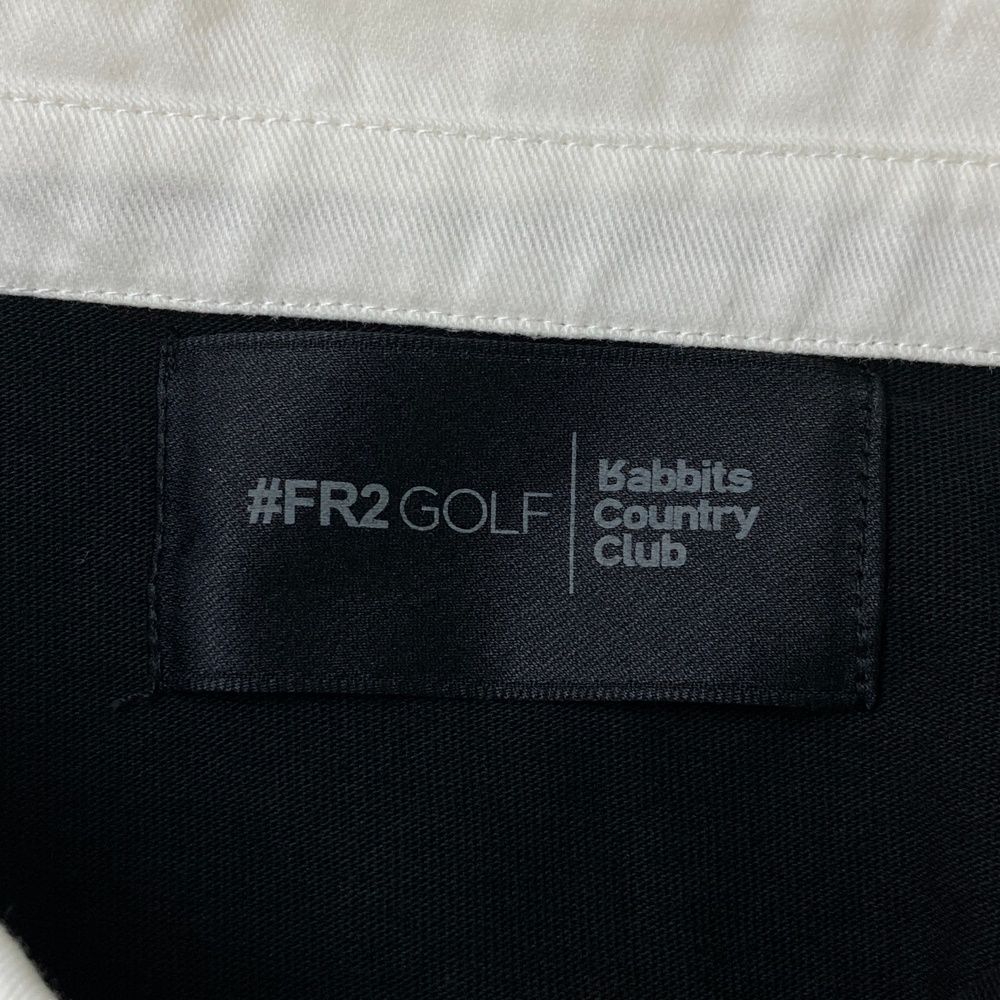 #FR2 GOLF
Rabbits
Country
Club